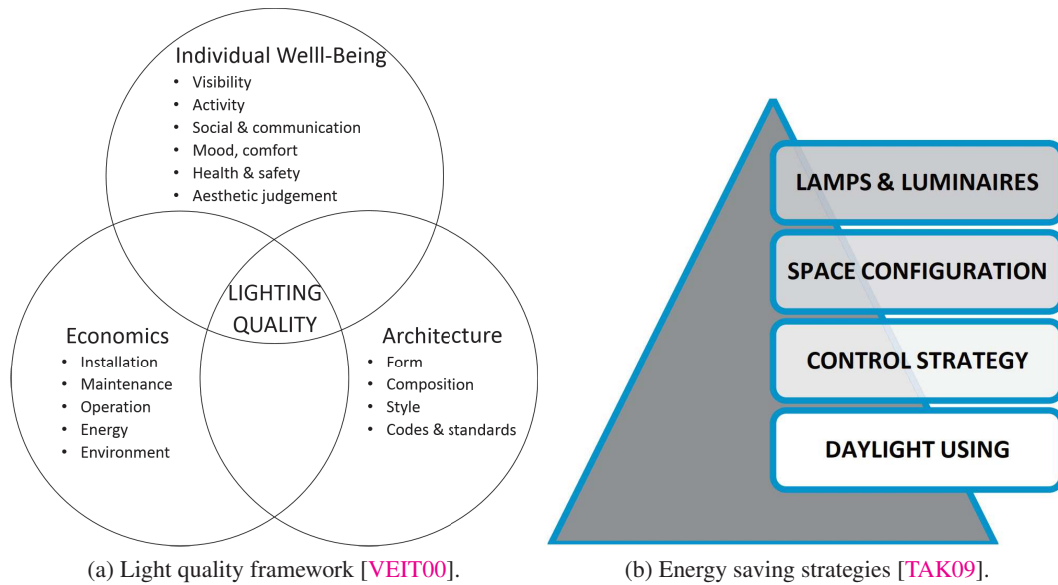 Individual Welll-Being
• Visibility
• Activity
• Social & communication
• Mood, comfort
• Health & safety
• Aesthetic judgement
LIGHTING
QUALITY
Economics
• Installation
• Maintenance
• Operation
• Energy
• Environment
Architecture
• Form
• Composition
• Style
• Codes & standards
(a) Light quality framework [VEIT00].
LAMPS & LUMINAIRES
SPACE CONFIGURATION
CONTROL STRATEGY
DAYLIGHT USING
(b) Energy saving strategies [TAK09].